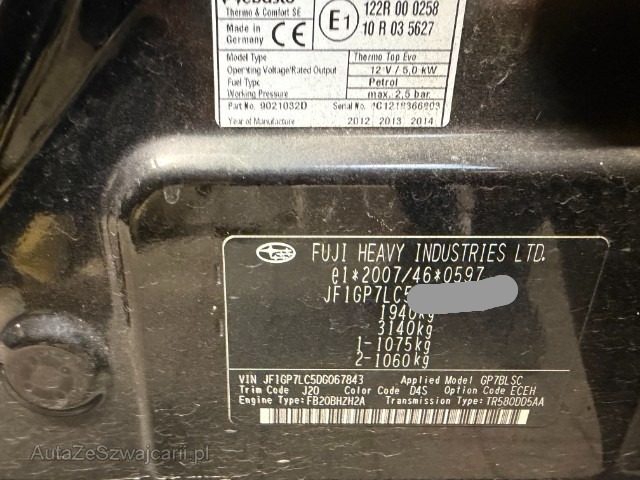 Thermo & Comfort SE
Made in Germany
CE
E1
122R 00 0258
10 R 03 5627
Model Type Thermo Top Evo
Operating Voltage/Rated Output 12 V / 5,0 kW
Fuel Type Petrol
Working Pressure max. 2,5 bar
Part No. 9021032D Serial No.
Year of Manufacture 2012 2013 2014
FUJI HEAVY INDUSTRIES LTD.
e1*2007/46*0597
JF1GP7LC5
1940kg
3140kg
1-1075kg
2-1060kg
VIN JF1GP7LC5DG067843 Applied Model GP7BLSC
Trim Code J20 Color Code D4S Option Code ECEH
Engine Type:FB20BHZH2A Transmission Type:TR580DD5AA
AutaZeSzwajcarii.pl